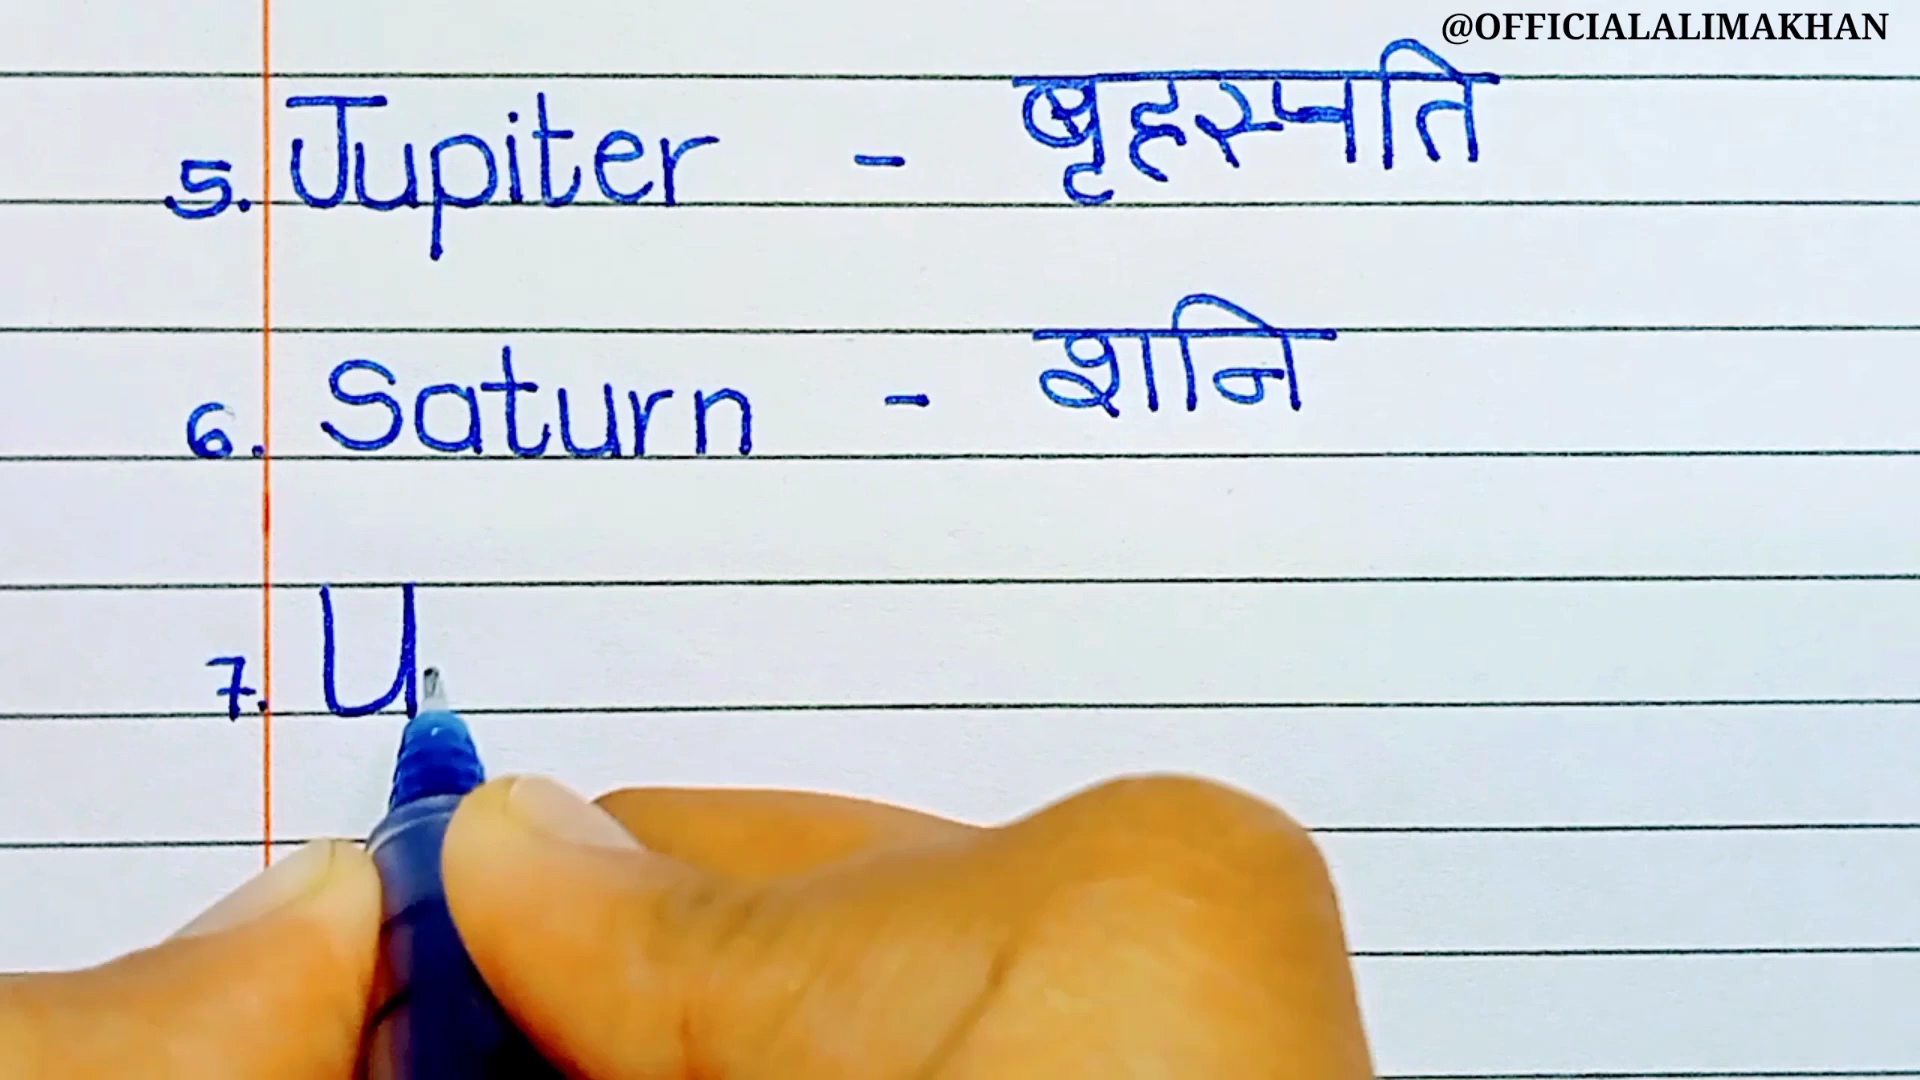 @OFFICIALALIMAKHAN
5. Jupiter - बृहस्पति
6. Saturn - शनि
7. U